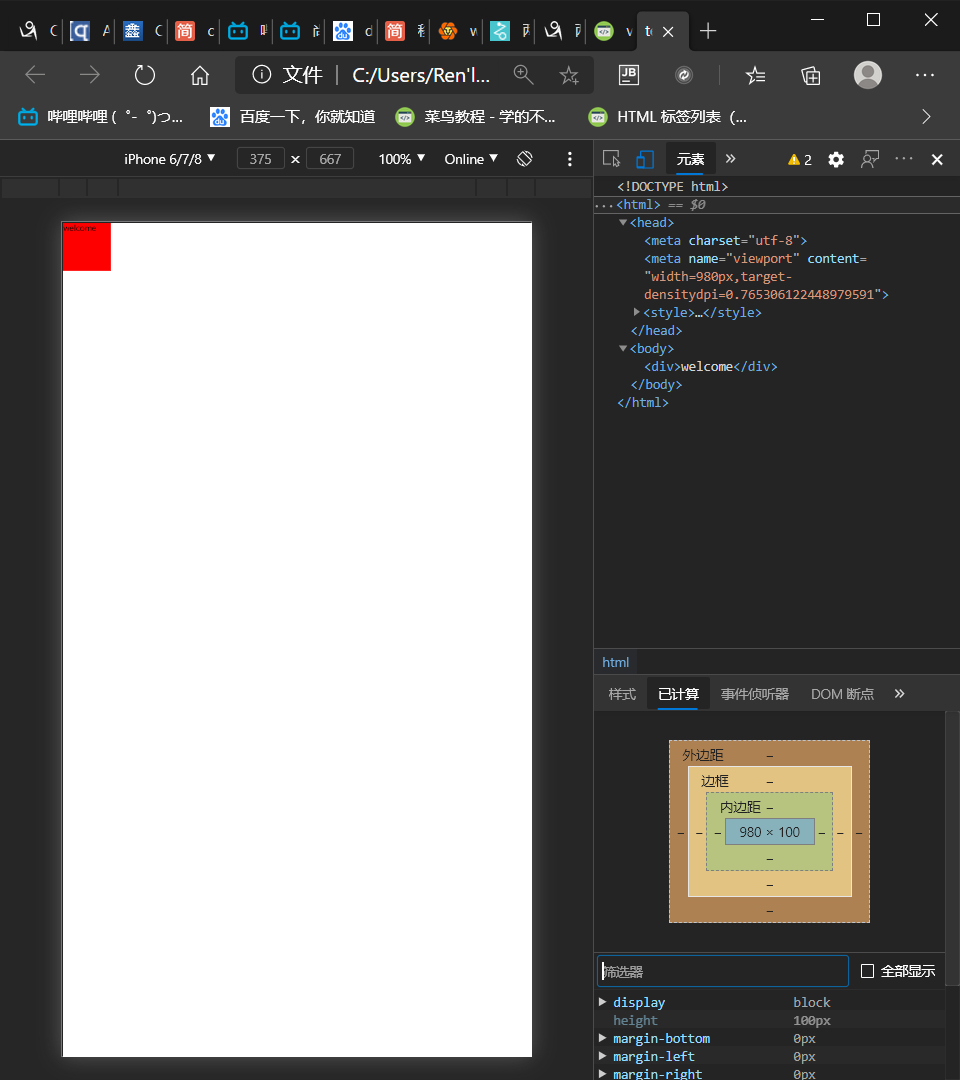 文件 C:/Users/Ren'l...
JB
哔哩哔哩 ( ゜- ゜)つ... 百度一下，你就知道 菜鸟教程 - 学的不... HTML 标签列表（...
iPhone 6/7/8 ▼ 375 × 667 100% ▼ Online ▼
元素 » 2
<!DOCTYPE html>
...<html> == $0
<head>
<meta charset="utf-8">
<meta name="viewport" content=
"width=980px,target-
densitydpi=0.765306122448979591">
<style>…</style>
</head>
<body>
<div>welcome</div>
</body>
</html>
welcome
html
样式 已计算 事件侦听器 DOM 断点 »
外边距 –
边框 –
内边距 –
– – – 980 × 100 – – –
–
–
–
筛选器 全部显示
display block
height 100px
margin-bottom 0px
margin-left 0px
margin-right 0px